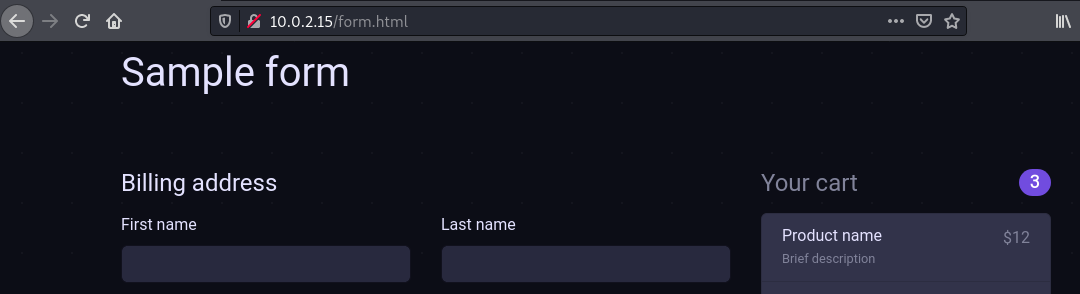 10.0.2.15/form.html
Sample form
Billing address
First name
Last name
Your cart
3
Product name
$12
Brief description